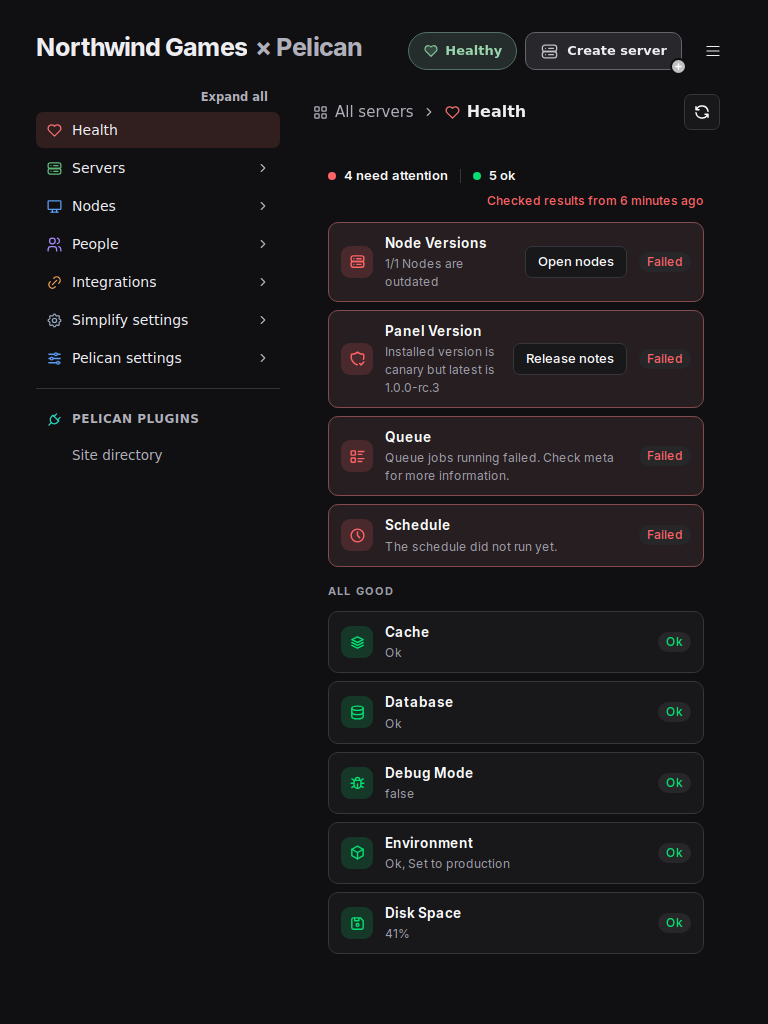 Northwind Games × Pelican
Healthy
Create server
Expand all
Health
Servers
Nodes
People
Integrations
Simplify settings
Pelican settings
PELICAN PLUGINS
Site directory
All servers > Health
4 need attention
5 ok
Checked results from 6 minutes ago
Node Versions
1/1 Nodes are
outdated
Open nodes
Failed
Panel Version
Installed version is
canary but latest is
1.0.0-rc.3
Release notes
Failed
Queue
Queue jobs running failed. Check meta
for more information.
Failed
Schedule
The schedule did not run yet.
Failed
ALL GOOD
Cache
Ok
Ok
Database
Ok
Ok
Debug Mode
false
Ok
Environment
Ok, Set to production
Ok
Disk Space
41%
Ok